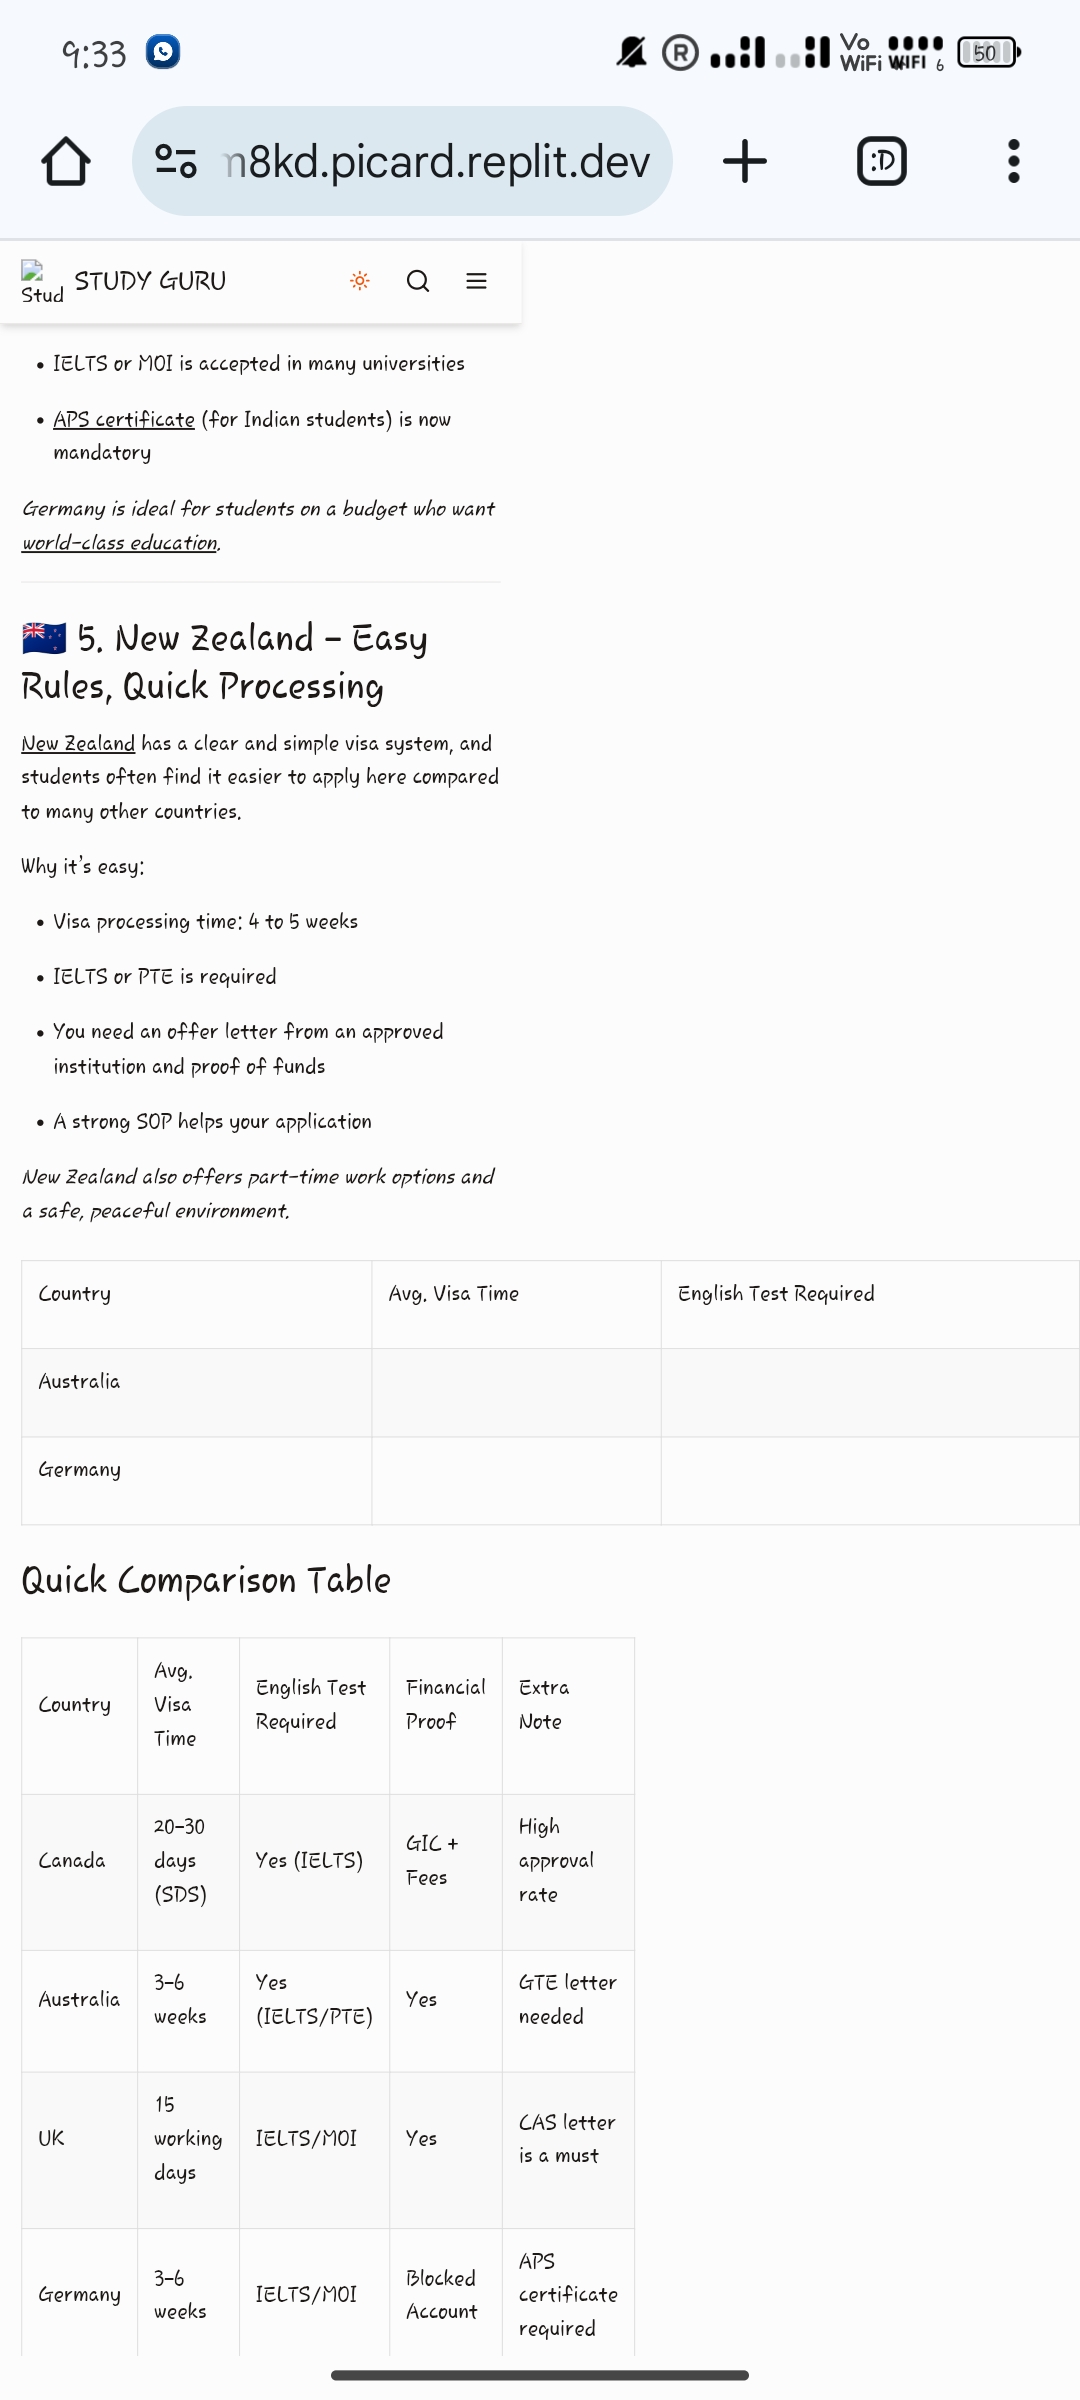 9:33
Vo
WiFi
WIFI 6
50
m8kd.picard.replit.dev
:D
Stud
STUDY GURU
• IELTS or MOI is accepted in many universities
• APS certificate (for Indian students) is now
mandatory
Germany is ideal for students on a budget who want
world-class education.
5. New Zealand – Easy
Rules, Quick Processing
New Zealand has a clear and simple visa system, and
students often find it easier to apply here compared
to many other countries.
Why it's easy:
• Visa processing time: 4 to 5 weeks
• IELTS or PTE is required
• You need an offer letter from an approved
institution and proof of funds
• A strong SOP helps your application
New Zealand also offers part-time work options and
a safe, peaceful environment.
Country Avg. Visa Time English Test Required
Australia
Germany
Quick Comparison Table
Country
Avg.
Visa
Time
English Test
Required
Financial
Proof
Extra
Note
Canada
20–30
days
(SDS)
Yes (IELTS)
GIC +
Fees
High
approval
rate
Australia
3–6
weeks
Yes
(IELTS/PTE)
Yes
GTE letter
needed
UK
15
working
days
IELTS/MOI
Yes
CAS letter
is a must
Germany
3–6
weeks
IELTS/MOI
Blocked
Account
APS
certificate
required